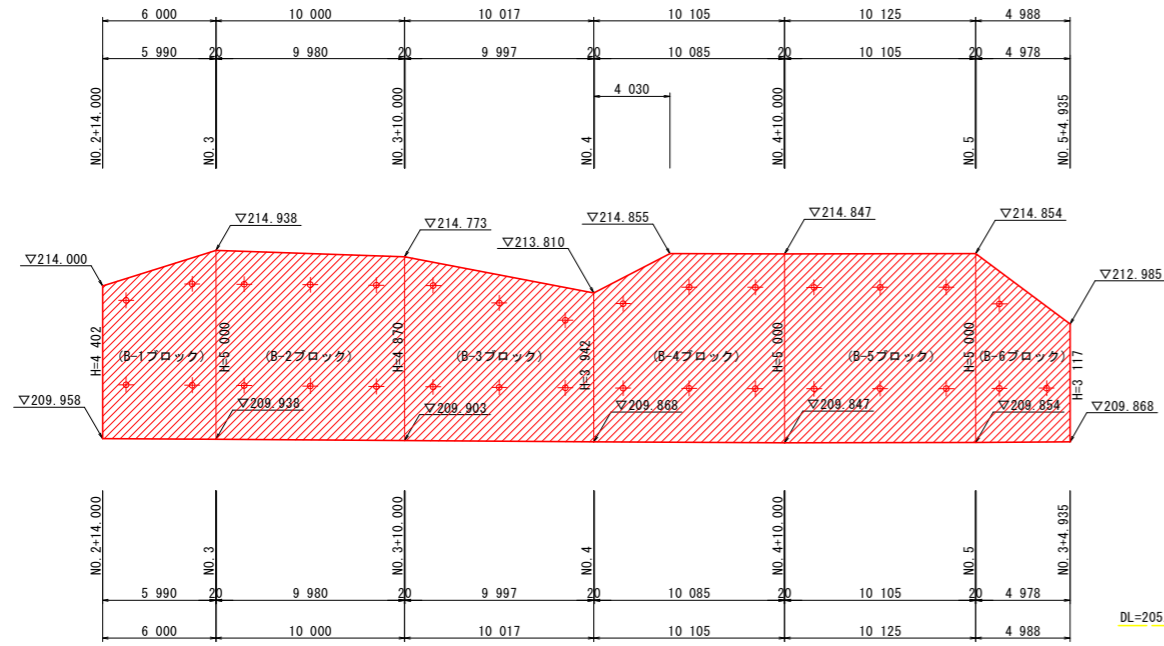 6 000 10 000 10 017 10 105 10 125 4 988
5 990 20 9 980 20 9 997 20 10 085 20 10 105 20 4 978
4 030
NO. 2+14.000
NO. 3
NO. 3+10.000
NO. 4
NO. 4+10.000
NO. 5
NO. 5+4.935
▽214.000
▽214.938
▽214.773
▽213.810
▽214.855
▽214.847
▽214.854
▽212.985
H=4 402
(B-1ブロック)
H=5 000
(B-2ブロック)
H=4 870
(B-3ブロック)
H=3 942
(B-4ブロック)
H=5 000
(B-5ブロック)
H=5 000
(B-6ブロック)
H=3 117
▽209.958
▽209.938
▽209.903
▽209.868
▽209.847
▽209.854
▽209.868
NO. 2+14.000
NO. 3
NO. 3+10.000
NO. 4
NO. 4+10.000
NO. 5
NO. 3+4.935
5 990 20 9 980 20 9 997 20 10 085 20 10 105 20 4 978
6 000 10 000 10 017 10 105 10 125 4 988
DL=205